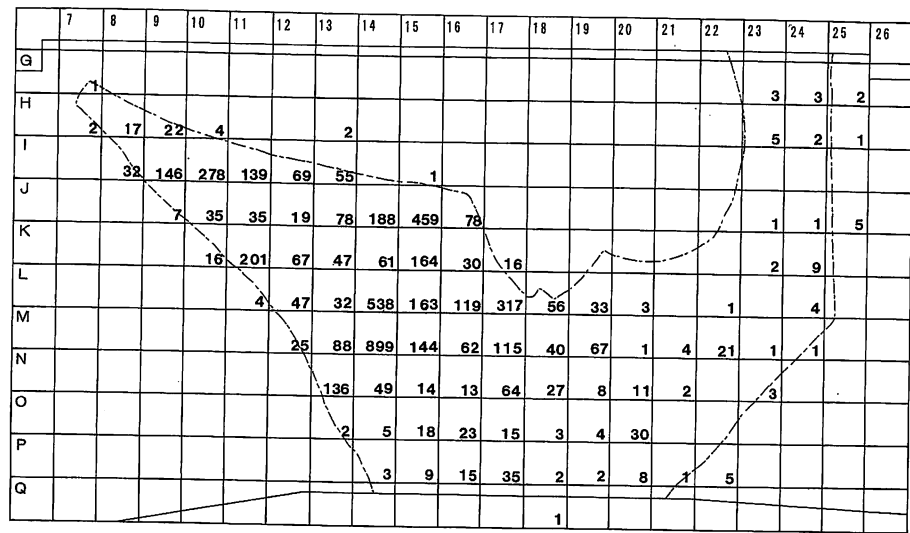 7 8 9 10 11 12 13 14 15 16 17 18 19 20 21 22 23 24 25 26
G
1
H 3 3 2
2 17 22 4 2
I 5 2 1
32 146 278 139 69 55 1
J
7 35 35 19 78 188 459 78
K 1 1 5
16 201 67 47 61 164 30 16
L 2 9
4 47 32 538 163 119 317 56 33 3 1 4
M
25 88 899 144 62 115 40 67 1 4 21 1 1
N
136 49 14 13 64 27 8 11 2 3
O
2 5 18 23 15 3 4 30
P
3 9 15 35 2 2 8 1 5
Q
1